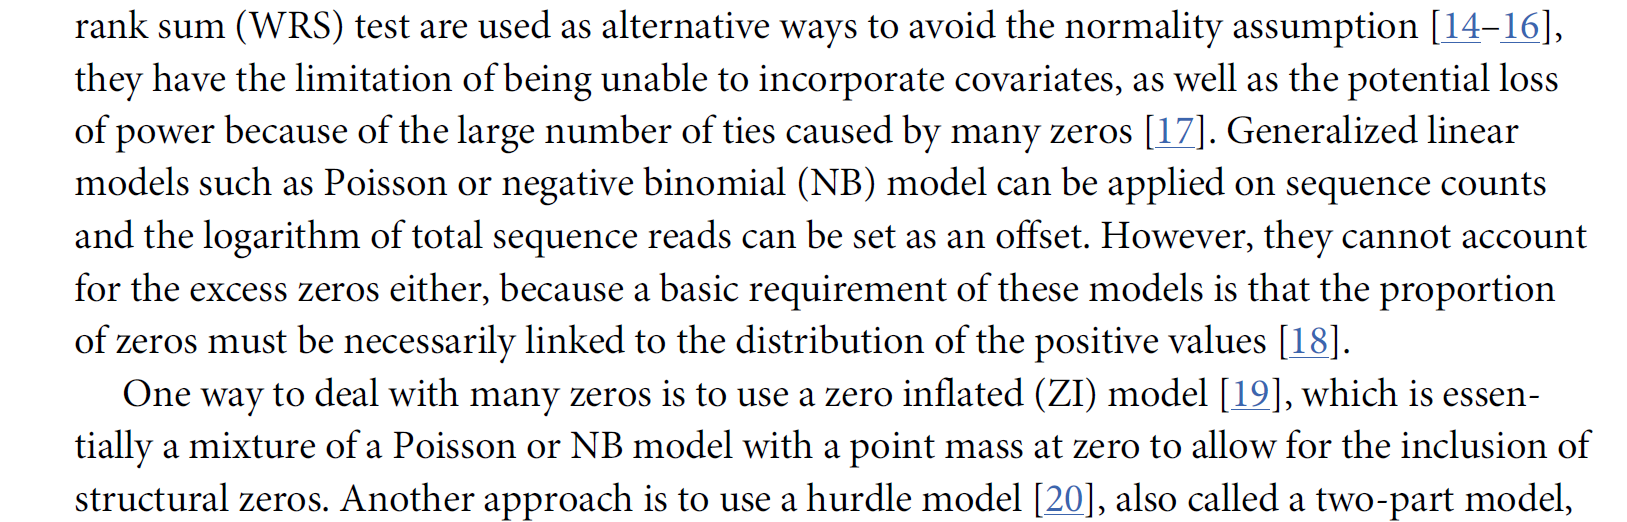 rank sum (WRS) test are used as alternative ways to avoid the normality assumption [14–16],
they have the limitation of being unable to incorporate covariates, as well as the potential loss
of power because of the large number of ties caused by many zeros [17]. Generalized linear
models such as Poisson or negative binomial (NB) model can be applied on sequence counts
and the logarithm of total sequence reads can be set as an offset. However, they cannot account
for the excess zeros either, because a basic requirement of these models is that the proportion
of zeros must be necessarily linked to the distribution of the positive values [18].
One way to deal with many zeros is to use a zero inflated (ZI) model [19], which is essen-
tially a mixture of a Poisson or NB model with a point mass at zero to allow for the inclusion of
structural zeros. Another approach is to use a hurdle model [20], also called a two-part model,